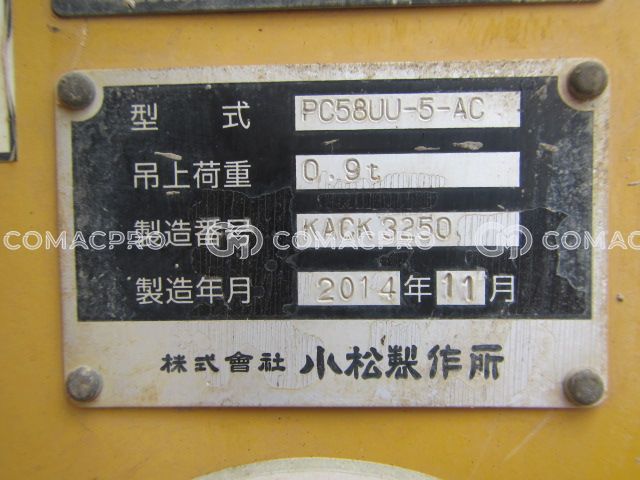 型 式 PC58UU-5-AC
吊上荷重 0.9t
製造番号 KACK3250
COMACPRO COMACPRO COMACPRO
製造年月 2014年11月
株式會社 小松製作所